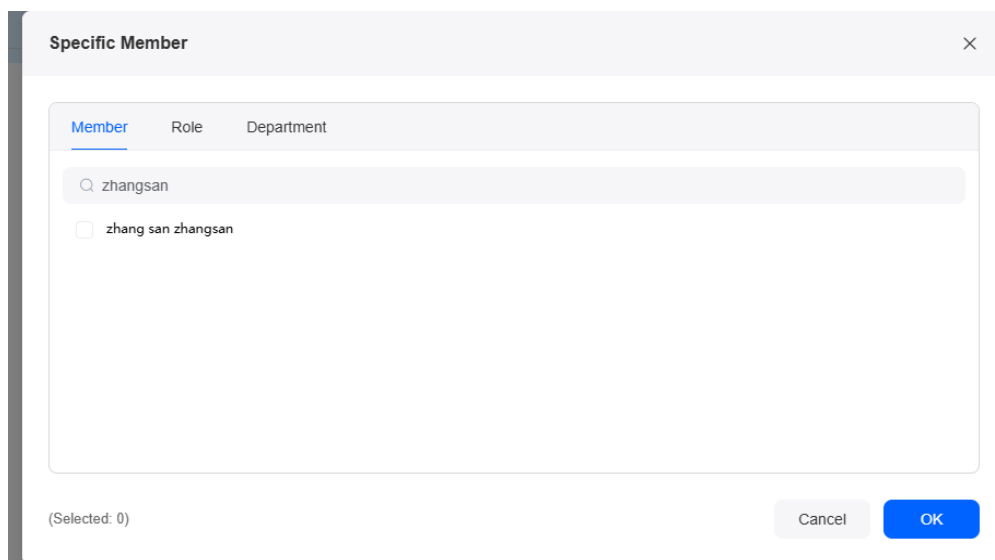 Specific Member
Member Role Department
zhangsan
zhang san zhangsan
(Selected: 0) Cancel OK